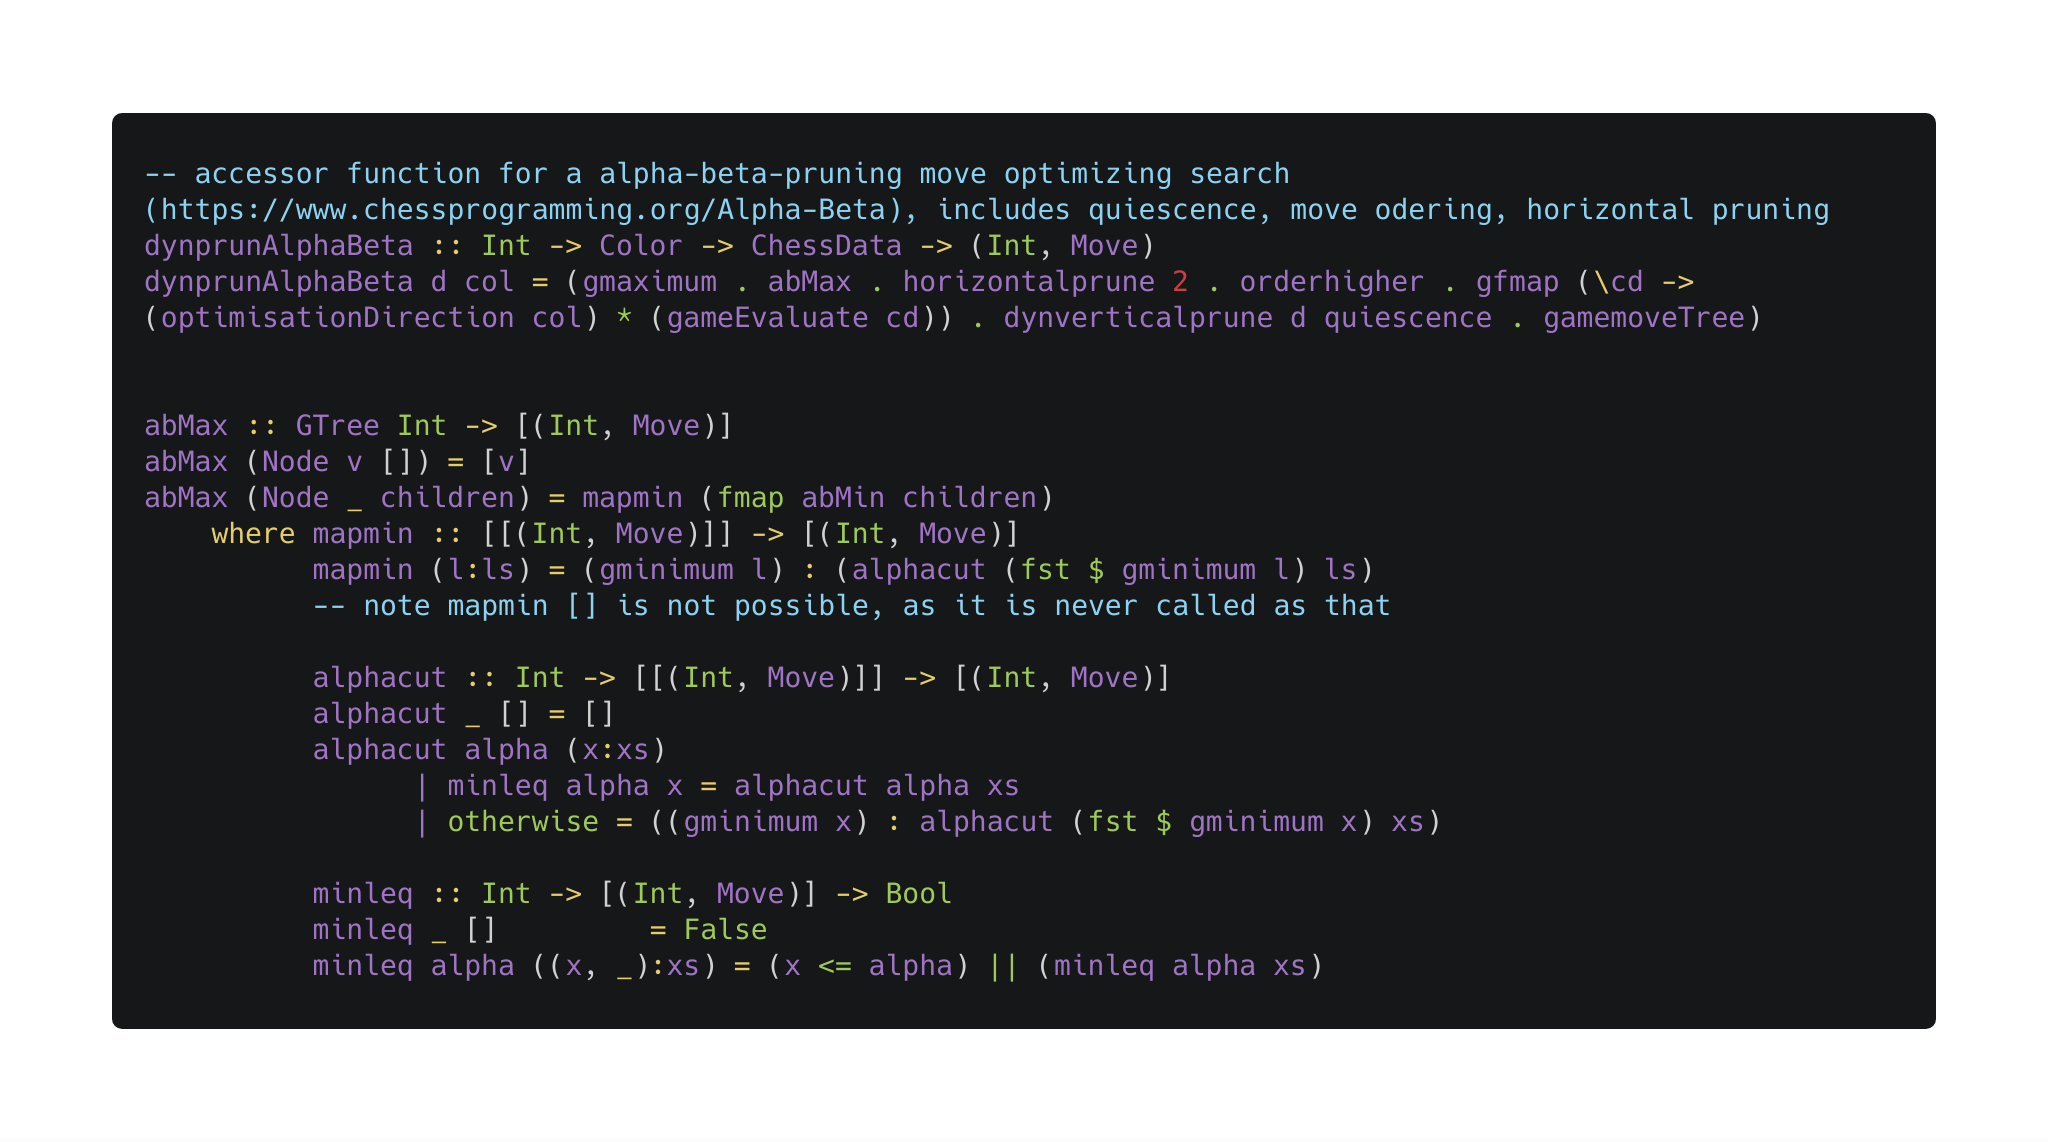 -- accessor function for a alpha-beta-pruning move optimizing search
(https://www.chessprogramming.org/Alpha-Beta), includes quiescence, move odering, horizontal pruning
dynprunAlphaBeta :: Int -> Color -> ChessData -> (Int, Move)
dynprunAlphaBeta d col = (gmaximum . abMax . horizontalprune 2 . orderhigher . gfmap (\cd ->
(optimisationDirection col) * (gameEvaluate cd)) . dynverticalprune d quiescence . gamemoveTree)
abMax :: GTree Int -> [(Int, Move)]
abMax (Node v []) = [v]
abMax (Node _ children) = mapmin (fmap abMin children)
    where mapmin :: [[(Int, Move)]] -> [(Int, Move)]
          mapmin (l:ls) = (gminimum l) : (alphacut (fst $ gminimum l) ls)
          -- note mapmin [] is not possible, as it is never called as that
          alphacut :: Int -> [[(Int, Move)]] -> [(Int, Move)]
          alphacut _ [] = []
          alphacut alpha (x:xs)
                | minleq alpha x = alphacut alpha xs
                | otherwise = ((gminimum x) : alphacut (fst $ gminimum x) xs)
          minleq :: Int -> [(Int, Move)] -> Bool
          minleq _ []         = False
          minleq alpha ((x, _):xs) = (x <= alpha) || (minleq alpha xs)